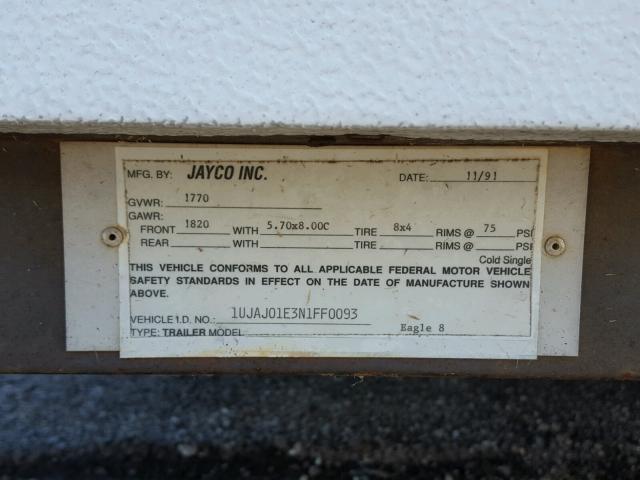 MFG. BY: JAYCO INC. DATE: 11/91
GVWR: 1770
GAWR:
FRONT 1820 WITH 5.70x8.00C TIRE 8x4 RIMS @ 75 PSI
REAR WITH TIRE RIMS @ PSI
Cold Single
THIS VEHICLE CONFORMS TO ALL APPLICABLE FEDERAL MOTOR VEHICLE
SAFETY STANDARDS IN EFFECT ON THE DATE OF MANUFACTURE SHOWN
ABOVE.
VEHICLE I.D. NO.: 1UJAJ01E3N1FF0093
TYPE: TRAILER MODEL Eagle 8